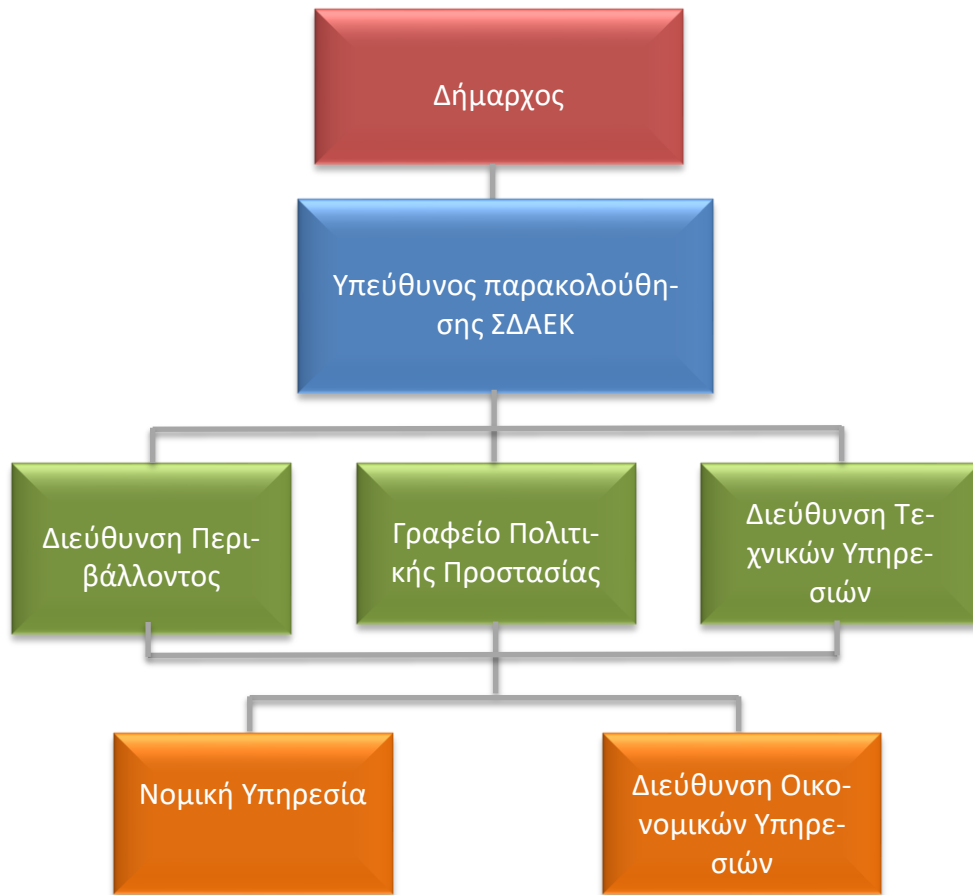 Δήμαρχος
Υπεύθυνος παρακολούθη-
σης ΣΔΑΕΚ
Διεύθυνση Περι-
βάλλοντος
Γραφείο Πολιτι-
κής Προστασίας
Διεύθυνση Τε-
χνικών Υπηρε-
σιών
Νομική Υπηρεσία
Διεύθυνση Οικο-
νομικών Υπηρε-
σιών